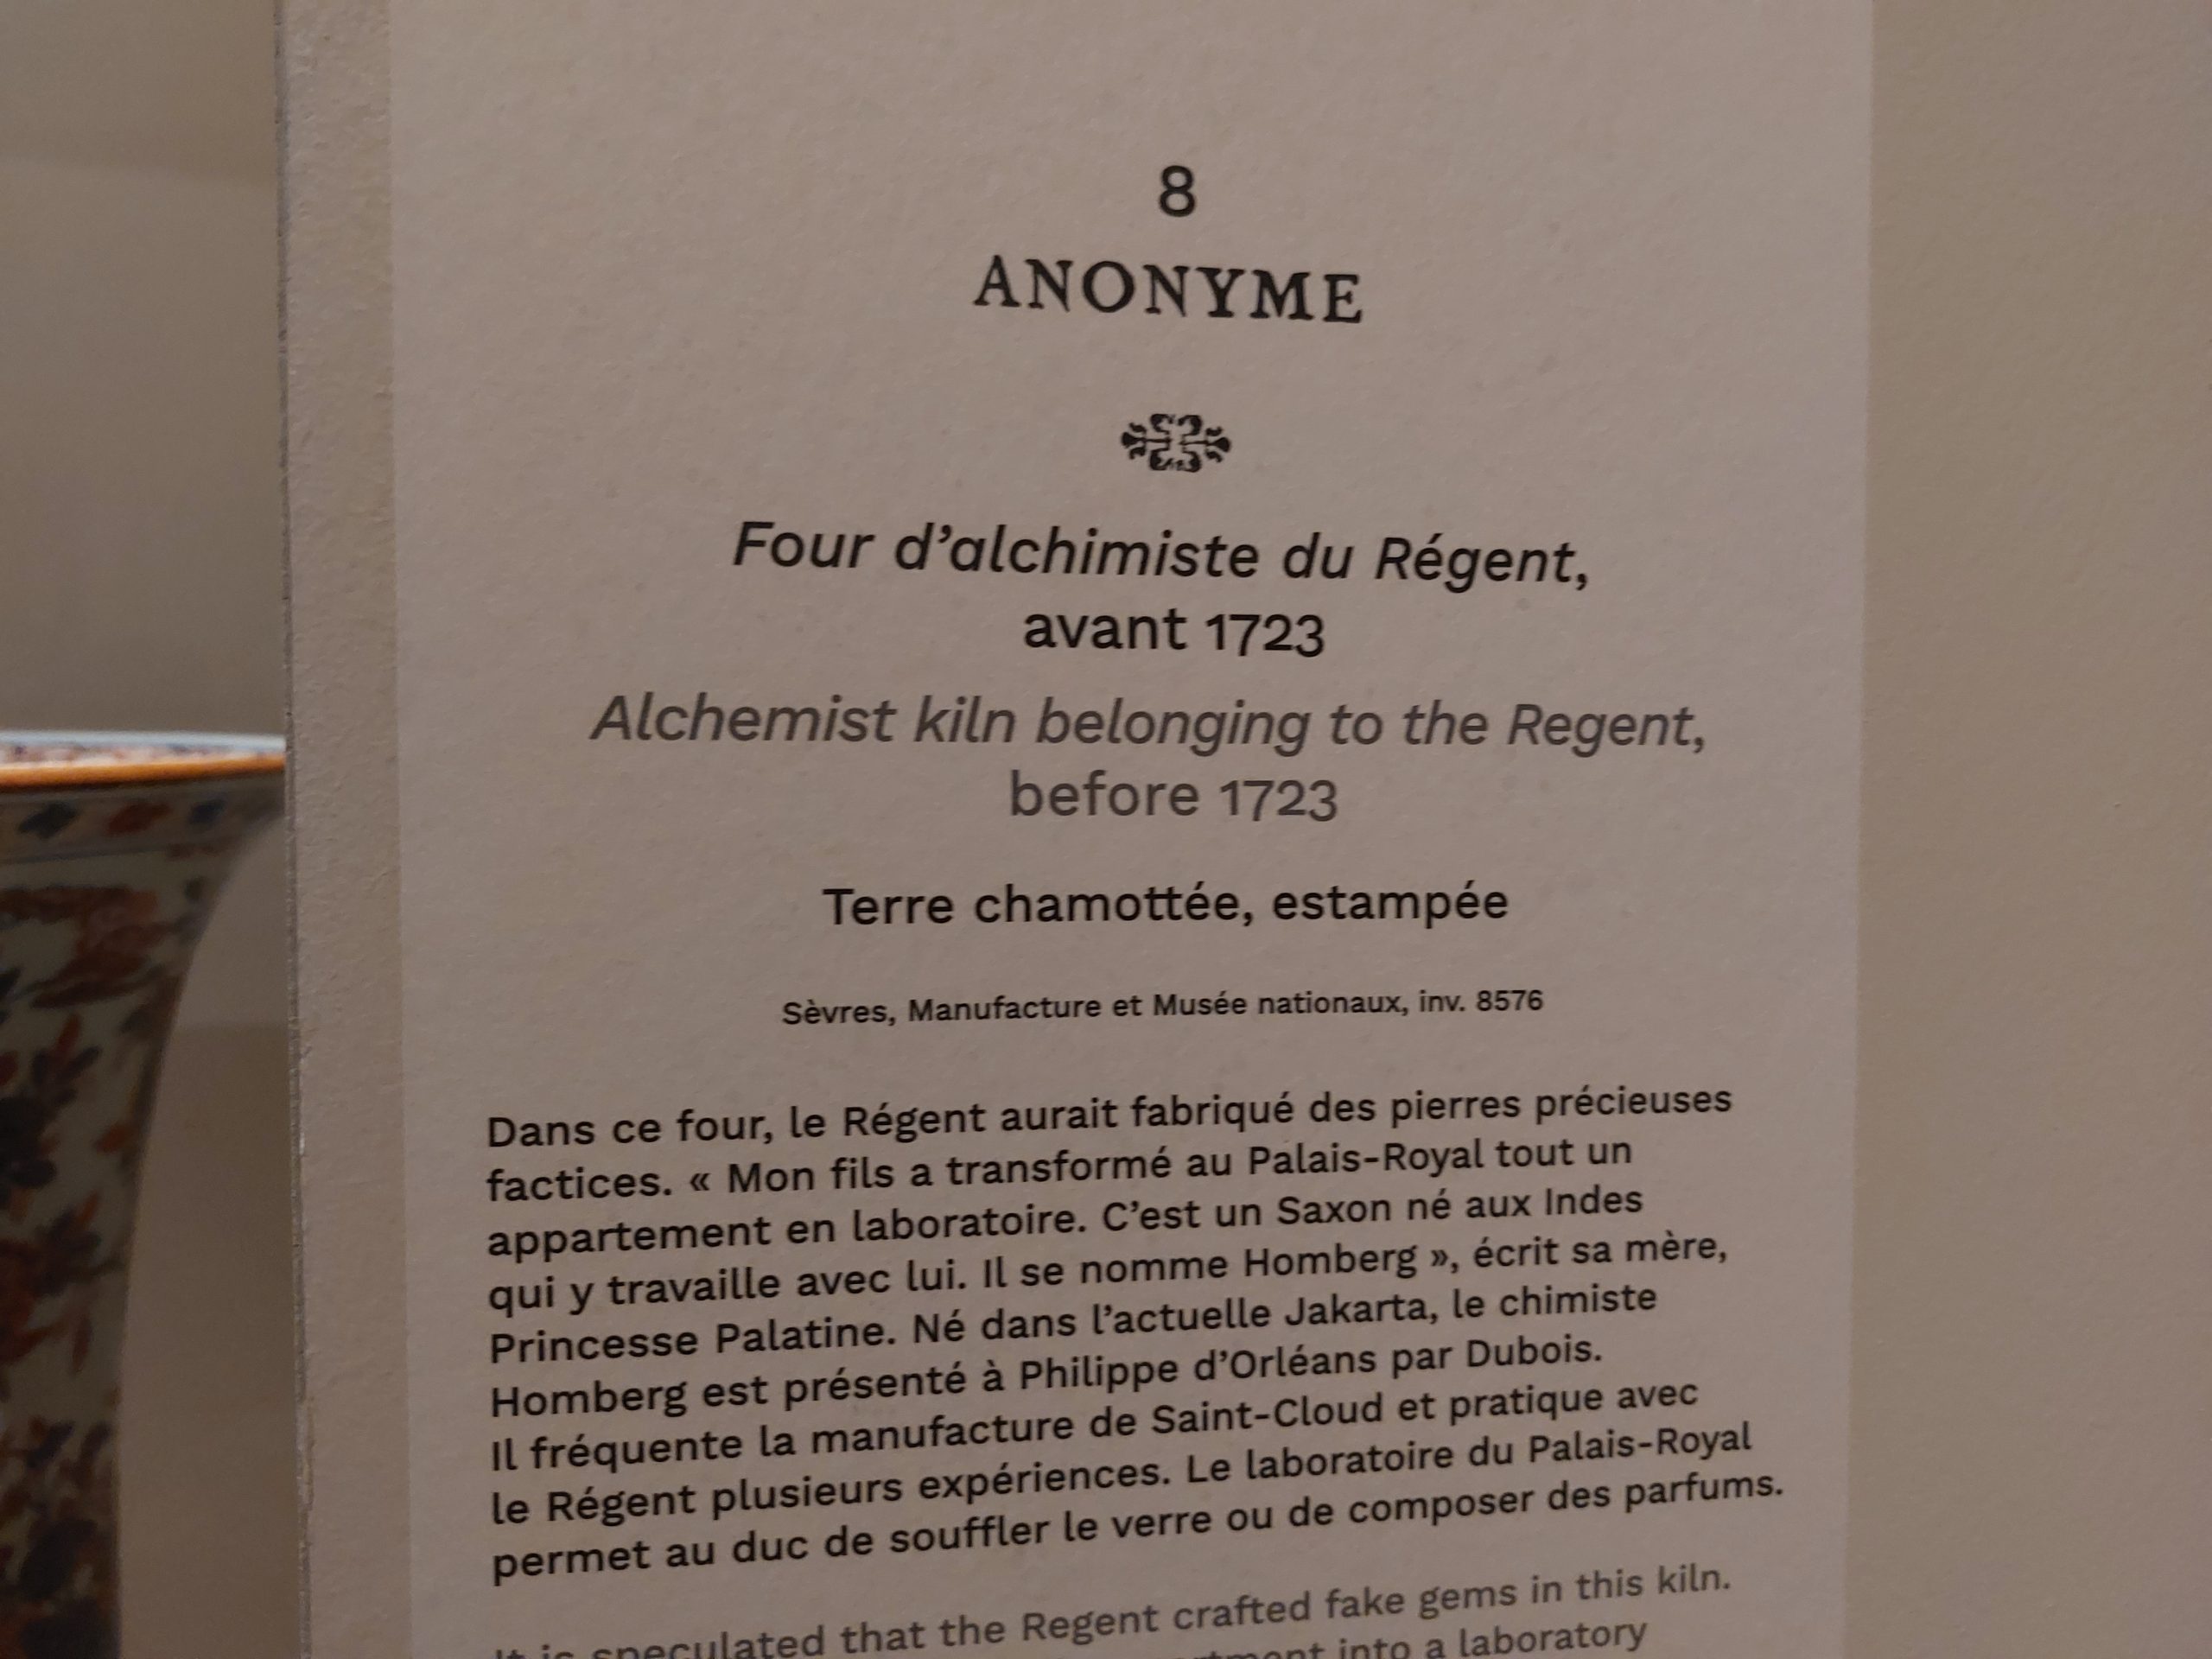 8
ANONYME
Four d’alchimiste du Régent,
avant 1723
Alchemist kiln belonging to the Regent,
before 1723
Terre chamottée, estampée
Sèvres, Manufacture et Musée nationaux, inv. 8576
Dans ce four, le Régent aurait fabriqué des pierres précieuses
factices. « Mon fils a transformé au Palais-Royal tout un
appartement en laboratoire. C’est un Saxon né aux Indes
qui y travaille avec lui. Il se nomme Homberg », écrit sa mère,
Princesse Palatine. Né dans l’actuelle Jakarta, le chimiste
Homberg est présenté à Philippe d’Orléans par Dubois.
Il fréquente la manufacture de Saint-Cloud et pratique avec
le Régent plusieurs expériences. Le laboratoire du Palais-Royal
permet au duc de souffler le verre ou de composer des parfums.
It is speculated that the Regent crafted fake gems in this kiln.
into a laboratory